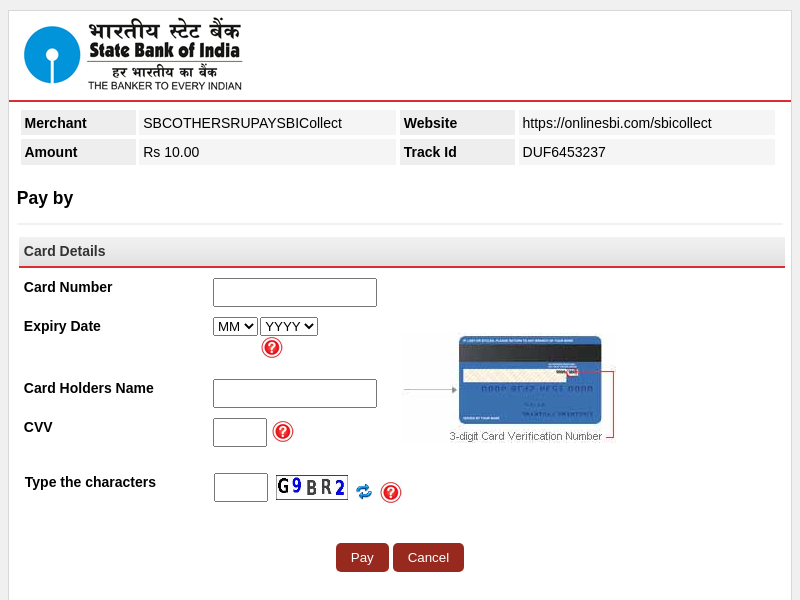 भारतीय स्टेट बैंक
State Bank of India
हर भारतीय का बैंक
THE BANKER TO EVERY INDIAN
Merchant SBCOTHERSRUPAYSBICollect Website https://onlinesbi.com/sbicollect
Amount Rs 10.00 Track Id DUF6453237
Pay by
Card Details
Card Number
Expiry Date MM YYYY
?
Card Holders Name
CVV ?
3-digit Card Verification Number
Type the characters G9BR2 ?
Pay Cancel